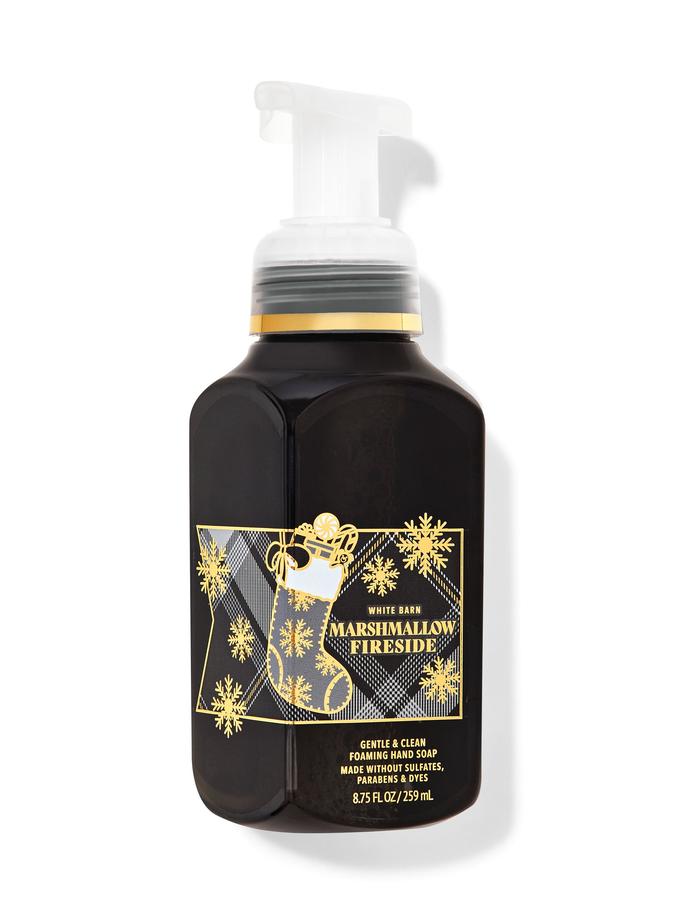 WHITE BARN
MARSHMALLOW
FIRESIDE
GENTLE & CLEAN
FOAMING HAND SOAP
MADE WITHOUT SULFATES,
PARABENS & DYES
8.75 FL OZ / 259 mL